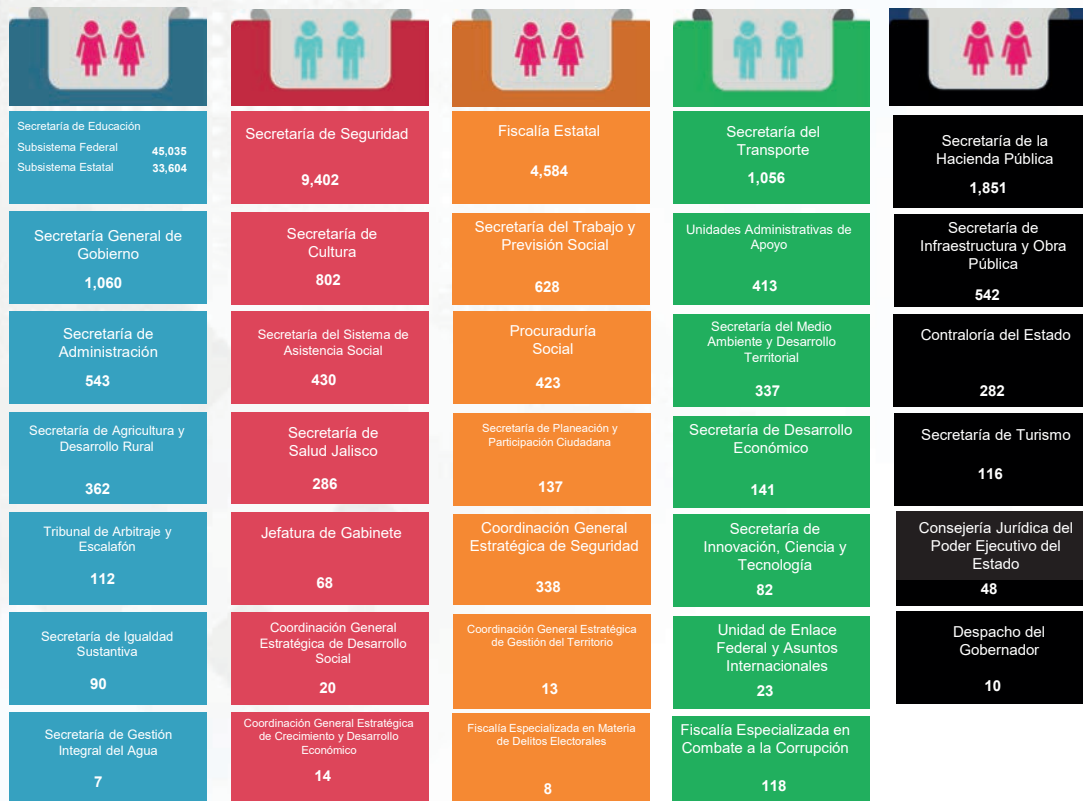 Secretaría de Educación
Subsistema Federal 45,035
Subsistema Estatal 33,604
Secretaría General de
Gobierno
1,060
Secretaría de
Administración
543
Secretaría de Agricultura y
Desarrollo Rural
362
Tribunal de Arbitraje y
Escalafón
112
Secretaría de Igualdad
Sustantiva
90
Secretaría de Gestión
Integral del Agua
7
Secretaría de Seguridad
9,402
Secretaría de
Cultura
802
Secretaría del Sistema de
Asistencia Social
430
Secretaría de
Salud Jalisco
286
Jefatura de Gabinete
68
Coordinación General
Estratégica de Desarrollo
Social
20
Coordinación General Estratégica
de Crecimiento y Desarrollo
Económico
14
Fiscalía Estatal
4,584
Secretaría del Trabajo y
Previsión Social
628
Procuraduría
Social
423
Secretaría de Planeación y
Participación Ciudadana
137
Coordinación General
Estratégica de Seguridad
338
Coordinación General Estratégica
de Gestión del Territorio
13
Fiscalía Especializada en Materia
de Delitos Electorales
8
Secretaría del
Transporte
1,056
Unidades Administrativas de
Apoyo
413
Secretaría del Medio
Ambiente y Desarrollo
Territorial
337
Secretaría de Desarrollo
Económico
141
Secretaría de
Innovación, Ciencia y
Tecnología
82
Unidad de Enlace
Federal y Asuntos
Internacionales
23
Fiscalía Especializada en
Combate a la Corrupción
118
Secretaría de la
Hacienda Pública
1,851
Secretaría de
Infraestructura y Obra
Pública
542
Contraloría del Estado
282
Secretaría de Turismo
116
Consejería Jurídica del
Poder Ejecutivo del
Estado
48
Despacho del
Gobernador
10